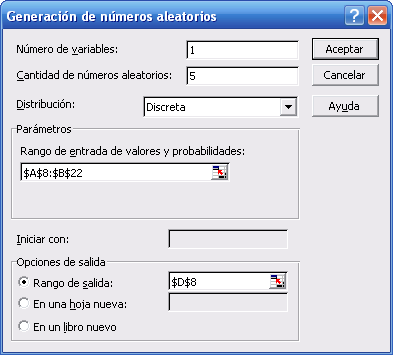 Generación de números aleatorios
Número de variables: 1 Aceptar
Cantidad de números aleatorios: 5 Cancelar
Distribución: Discreta Ayuda
Parámetros
Rango de entrada de valores y probabilidades:
$A$8:$B$22
Iniciar con:
Opciones de salida
Rango de salida: $D$8
En una hoja nueva:
En un libro nuevo